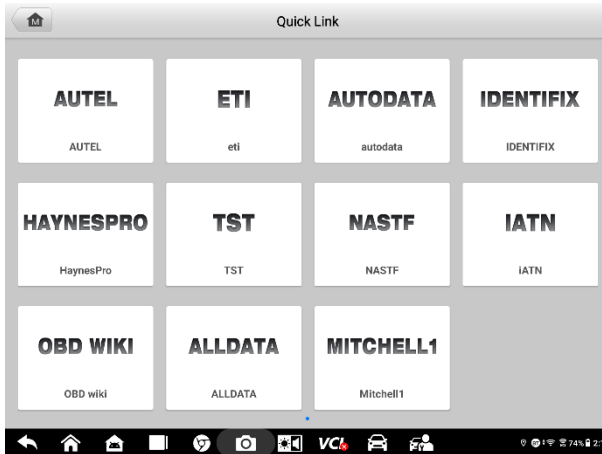 M
Quick Link
AUTEL
AUTEL
ETI
eti
AUTODATA
autodata
IDENTIFIX
IDENTIFIX
HAYNESPRO
HaynesPro
TST
TST
NASTF
NASTF
IATN
iATN
OBD WIKI
OBD wiki
ALLDATA
ALLDATA
MITCHELL1
Mitchell1
VCI
74%